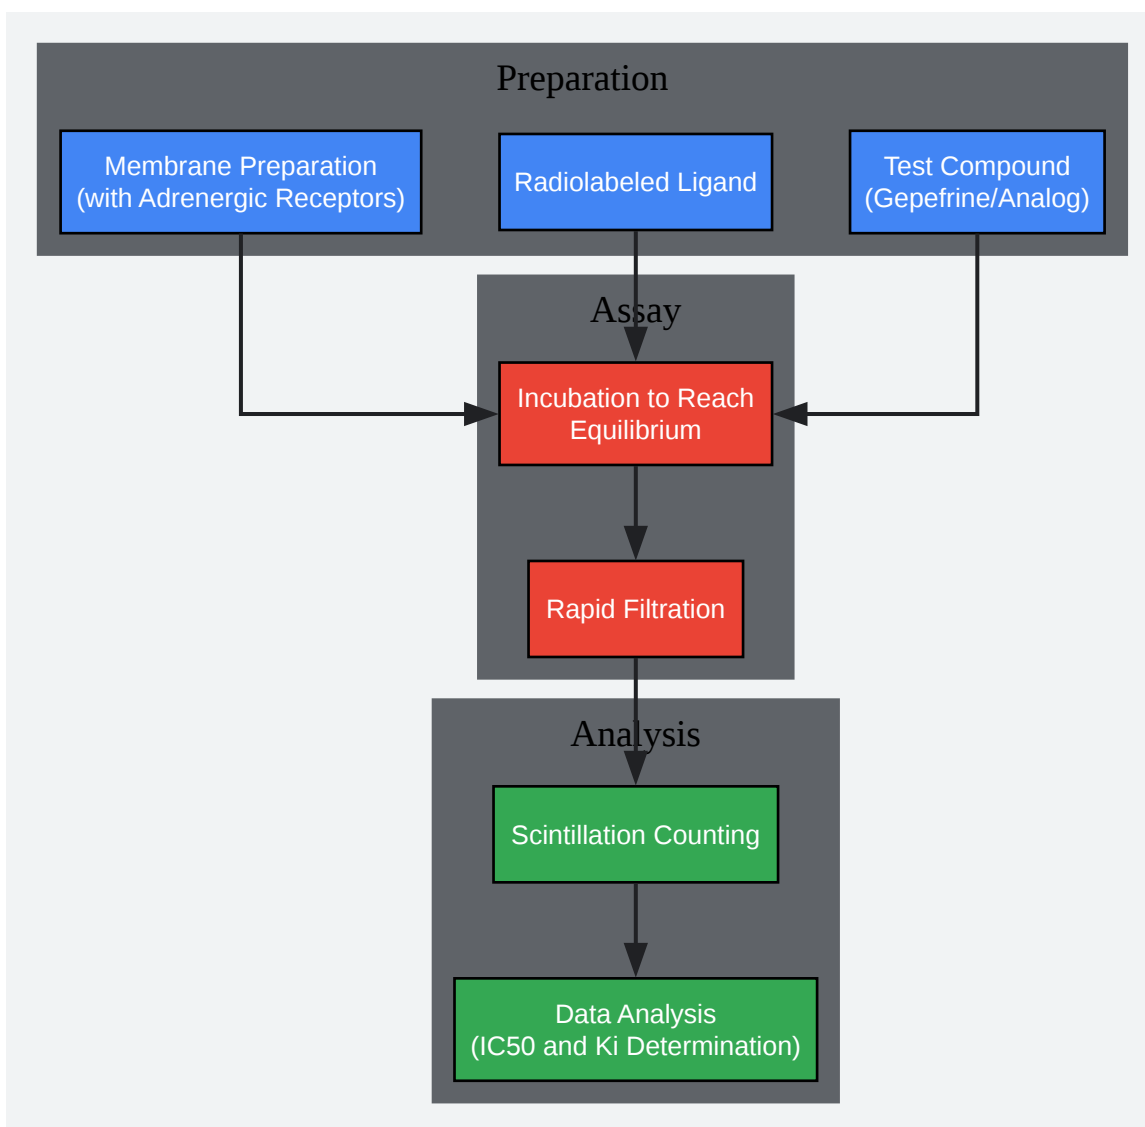 Preparation
Membrane Preparation
(with Adrenergic Receptors)
Radiolabeled Ligand
Test Compound
(Gepefrine/Analog)
Assay
Incubation to Reach
Equilibrium
Rapid Filtration
Analysis
Scintillation Counting
Data Analysis
(IC50 and Ki Determination)